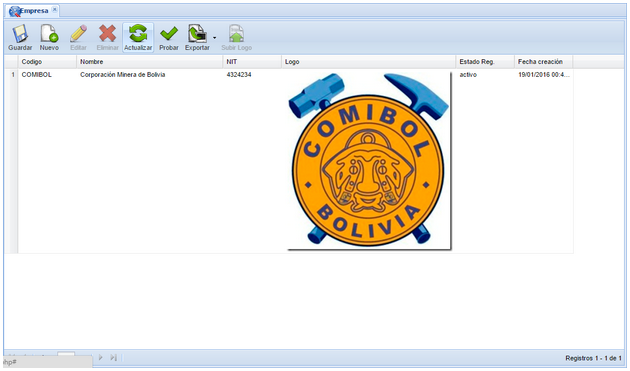 Empresa
Guardar Nuevo Editar Eliminar Actualizar Probar Exportar Subir Logo
Codigo Nombre NIT Logo Estado Reg. Fecha creación
1 COMIBOL Corporación Minera de Bolivia 4324234 activo 19/01/2016 00:4...
COMIBOL
BOLIVIA
Registros 1 - 1 de 1